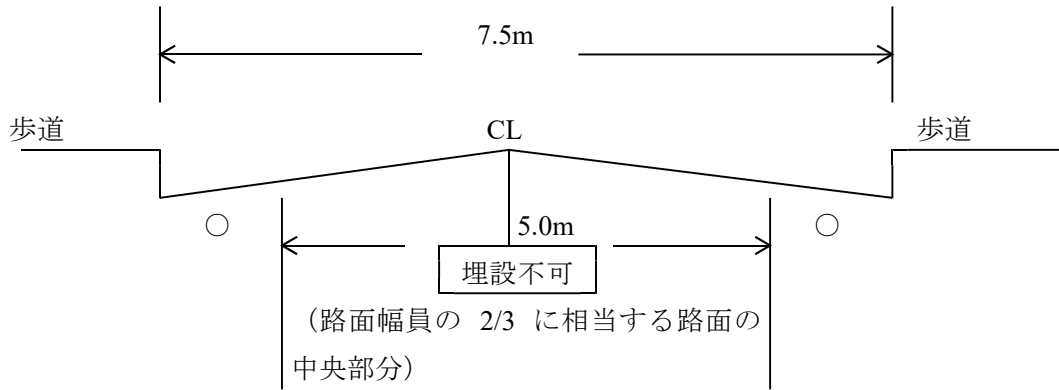 7.5m
歩道
CL
歩道
○
5.0m
○
埋設不可
（路面幅員の 2/3 に相当する路面の
中央部分）